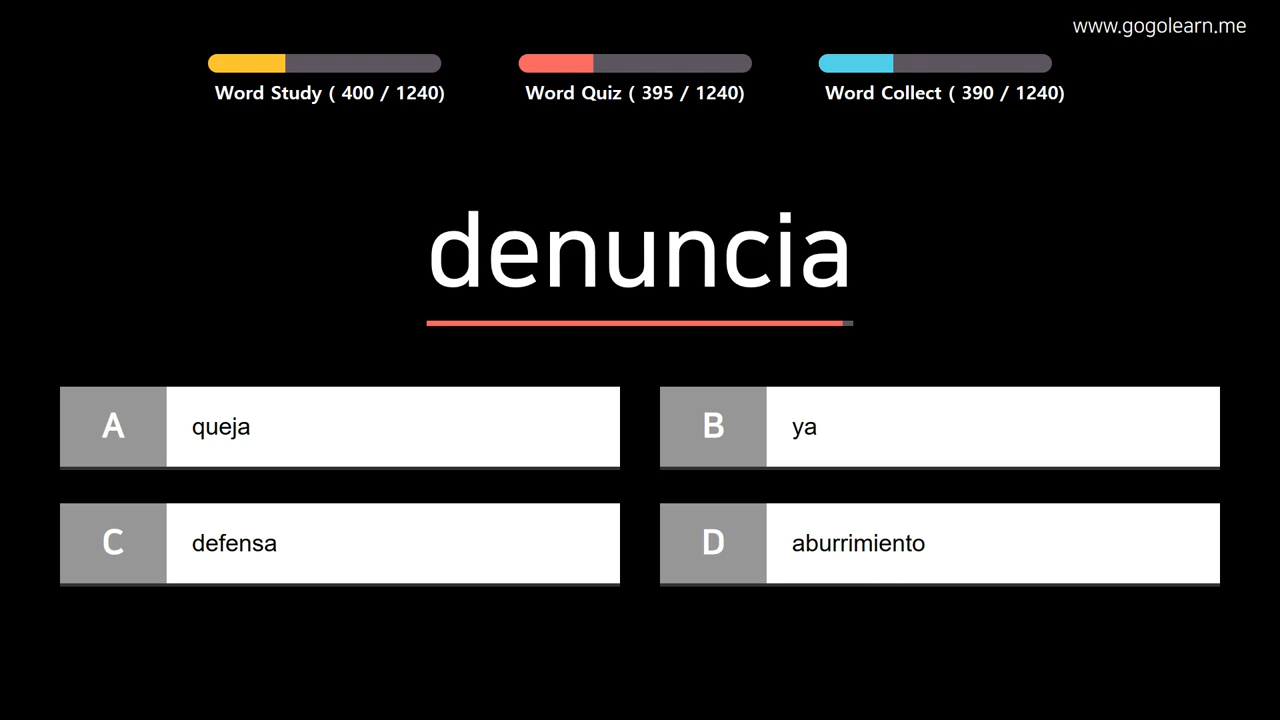 www.gogolearn.me
Word Study ( 400 / 1240)
Word Quiz ( 395 / 1240)
Word Collect ( 390 / 1240)
denuncia
A
queja
B
ya
C
defensa
D
aburrimiento